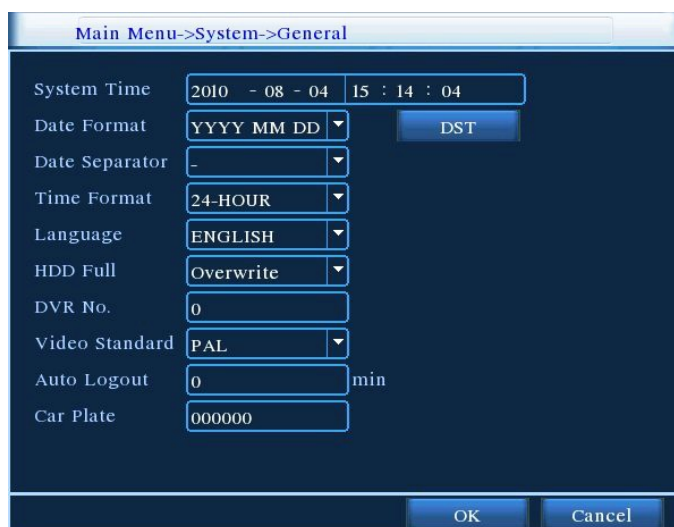 Main Menu->System->General
System Time 2010 - 08 - 04 15 : 14 : 04
Date Format YYYY MM DD DST
Date Separator -
Time Format 24-HOUR
Language ENGLISH
HDD Full Overwrite
DVR No. 0
Video Standard PAL
Auto Logout 0 min
Car Plate 000000
OK Cancel